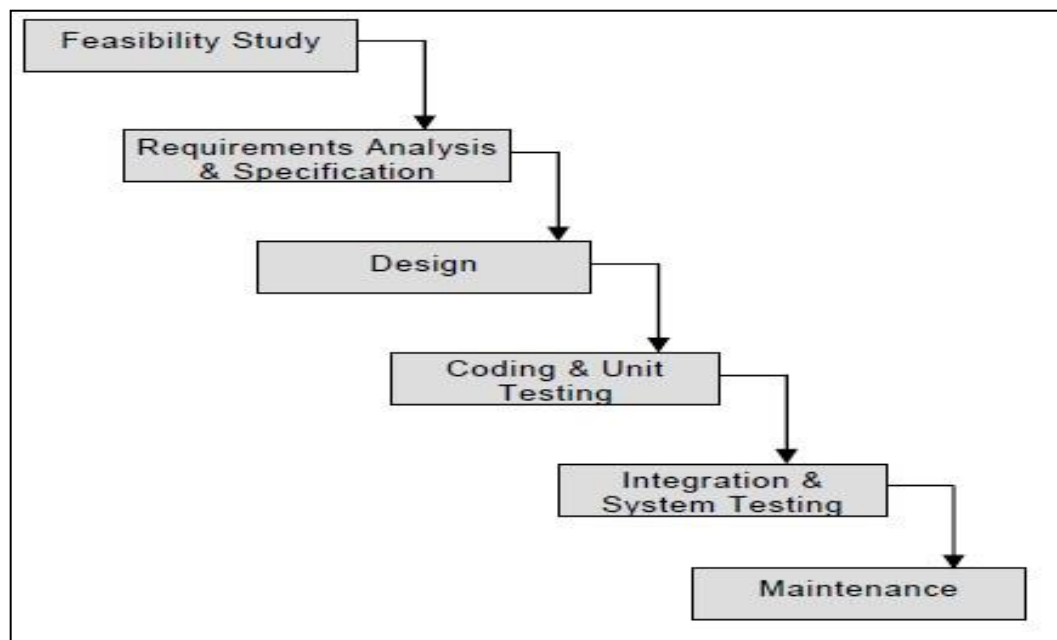 Feasibility Study
Requirements Analysis
& Specification
Design
Coding & Unit
Testing
Integration &
System Testing
Maintenance